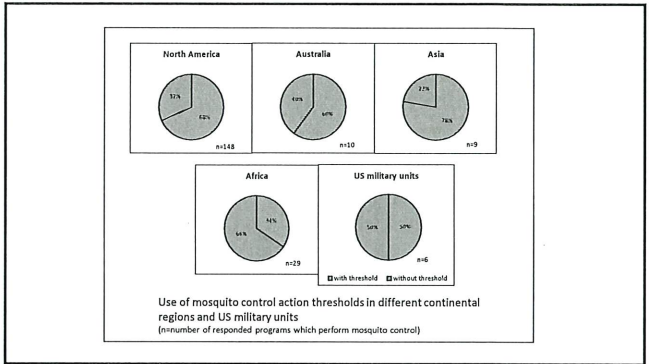 North America
32%
68%
n=148
Australia
40%
60%
n=10
Asia
22%
78%
n=9
Africa
34%
66%
n=29
US military units
50%
50%
n=6
with threshold without threshold
Use of mosquito control action thresholds in different continental
regions and US military units
(n=number of responded programs which perform mosquito control)